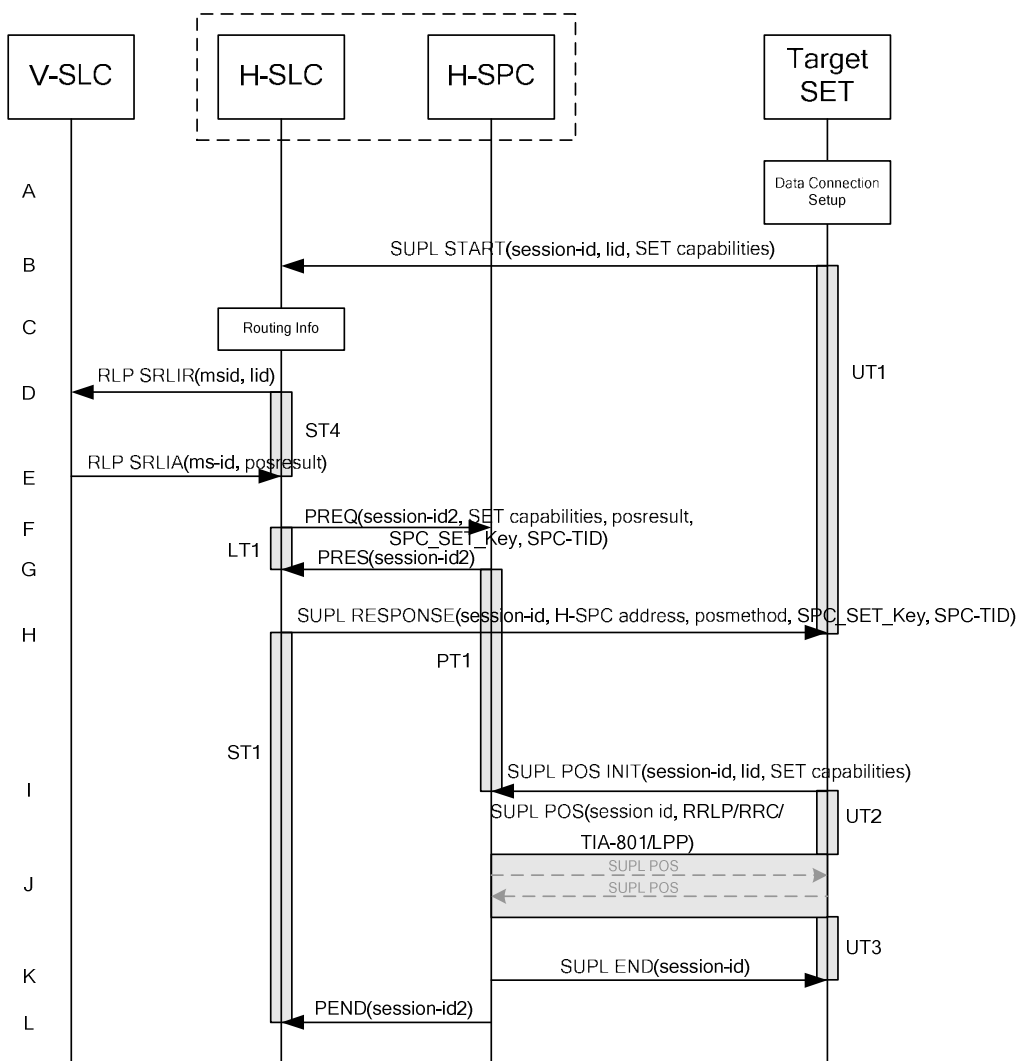 V-SLC
H-SLC
H-SPC
Target
SET
A
Data Connection
Setup
B
SUPL START(session-id, lid, SET capabilities)
C
Routing Info
UT1
D
RLP SRLIR(msid, lid)
ST4
E
RLP SRLIA(ms-id, posresult)
F
PREQ(session-id2, SET capabilities, posresult,
SPC_SET_Key, SPC-TID)
LT1
G
PRES(session-id2)
H
SUPL RESPONSE(session-id, H-SPC address, posmethod, SPC_SET_Key, SPC-TID)
PT1
ST1
I
SUPL POS INIT(session-id, lid, SET capabilities)
SUPL POS(session id, RRLP/RRC/
TIA-801/LPP)
UT2
J
SUPL POS
SUPL POS
UT3
K
SUPL END(session-id)
L
PEND(session-id2)